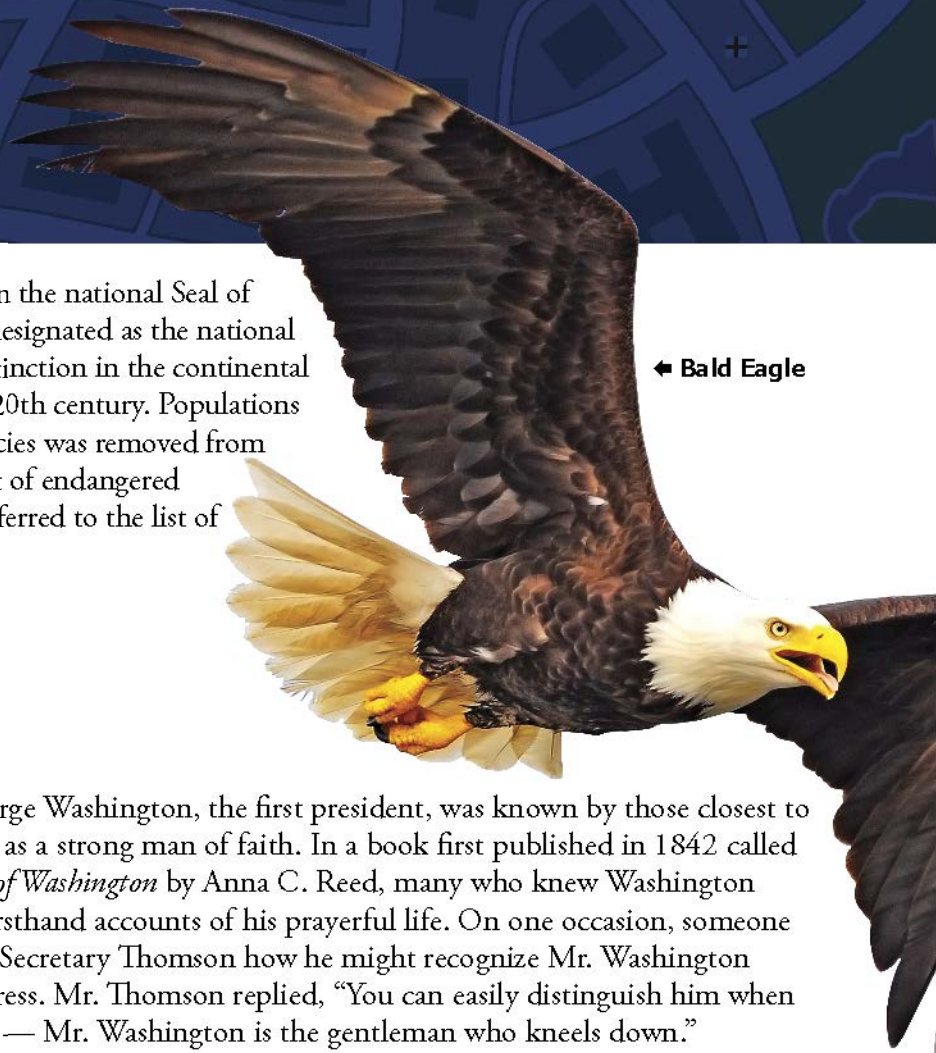 n the national Seal of
esignated as the national
tinction in the continental
20th century. Populations
cies was removed from
t of endangered
ferred to the list of
🠸 Bald Eagle
rge Washington, the first president, was known by those closest to
as a strong man of faith. In a book first published in 1842 called
of Washington by Anna C. Reed, many who knew Washington
rsthand accounts of his prayerful life. On one occasion, someone
Secretary Thomson how he might recognize Mr. Washington
ress. Mr. Thomson replied, “You can easily distinguish him when
— Mr. Washington is the gentleman who kneels down.”